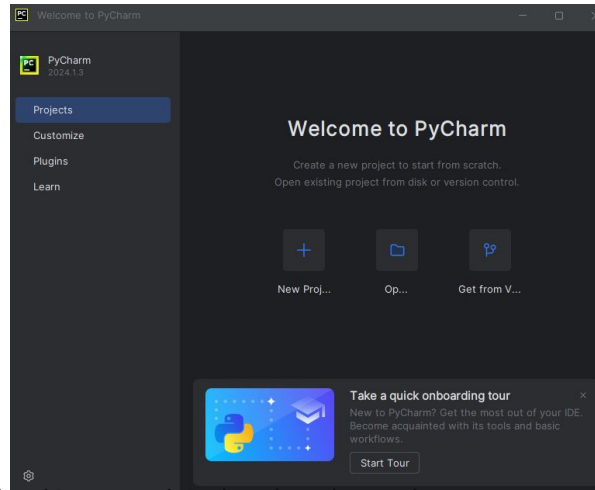 PC Welcome to PyCharm
PC PyCharm
2024.1.3
Projects
Customize
Plugins
Learn
Welcome to PyCharm
Create a new project to start from scratch.
Open existing project from disk or version control.
New Proj...
Op...
Get from V...
Take a quick onboarding tour
New to PyCharm? Get the most out of your IDE.
Become acquainted with its tools and basic
workflows.
Start Tour